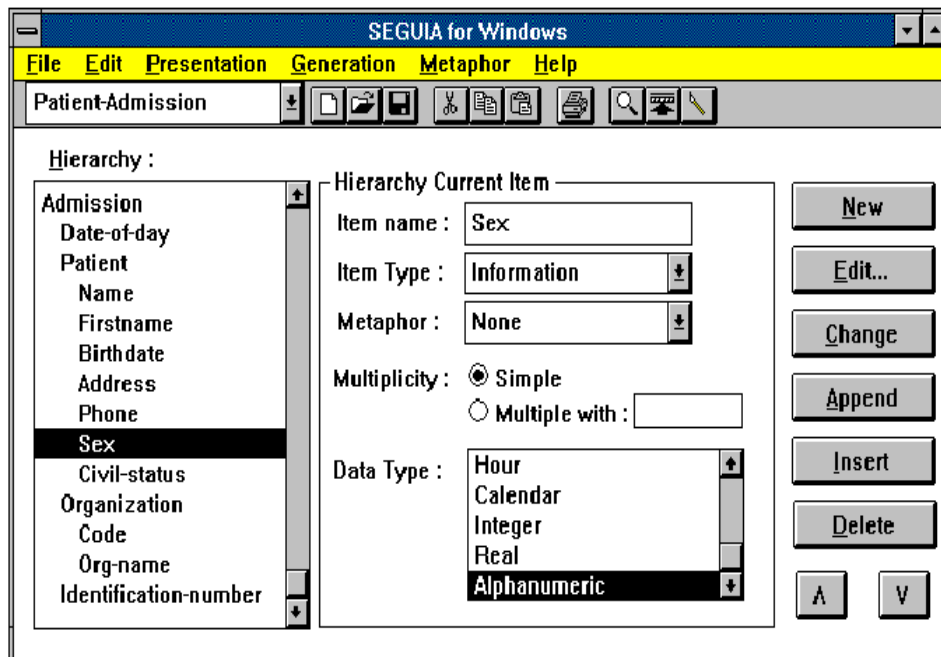 SEGUIA for Windows
File Edit Presentation Generation Metaphor Help
Patient-Admission
Hierarchy :
Admission
Date-of-day
Patient
Name
Firstname
Birthdate
Address
Phone
Sex
Civil-status
Organization
Code
Org-name
Identification-number
Hierarchy Current Item
Item name : Sex
Item Type : Information
Metaphor : None
Multiplicity : Simple
Multiple with :
Data Type : Hour
Calendar
Integer
Real
Alphanumeric
New
Edit...
Change
Append
Insert
Delete
Λ V